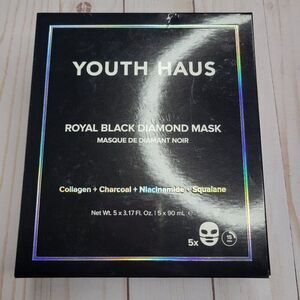 YOUTH HAUS
ROYAL BLACK DIAMOND MASK
MASQUE DE DIAMANT NOIR
Collagen + Charcoal + Niacinamide + Squalane
Net Wt. 5 x 3.17 Fl. Oz. | 5 x 90 mL ℮
5x
15